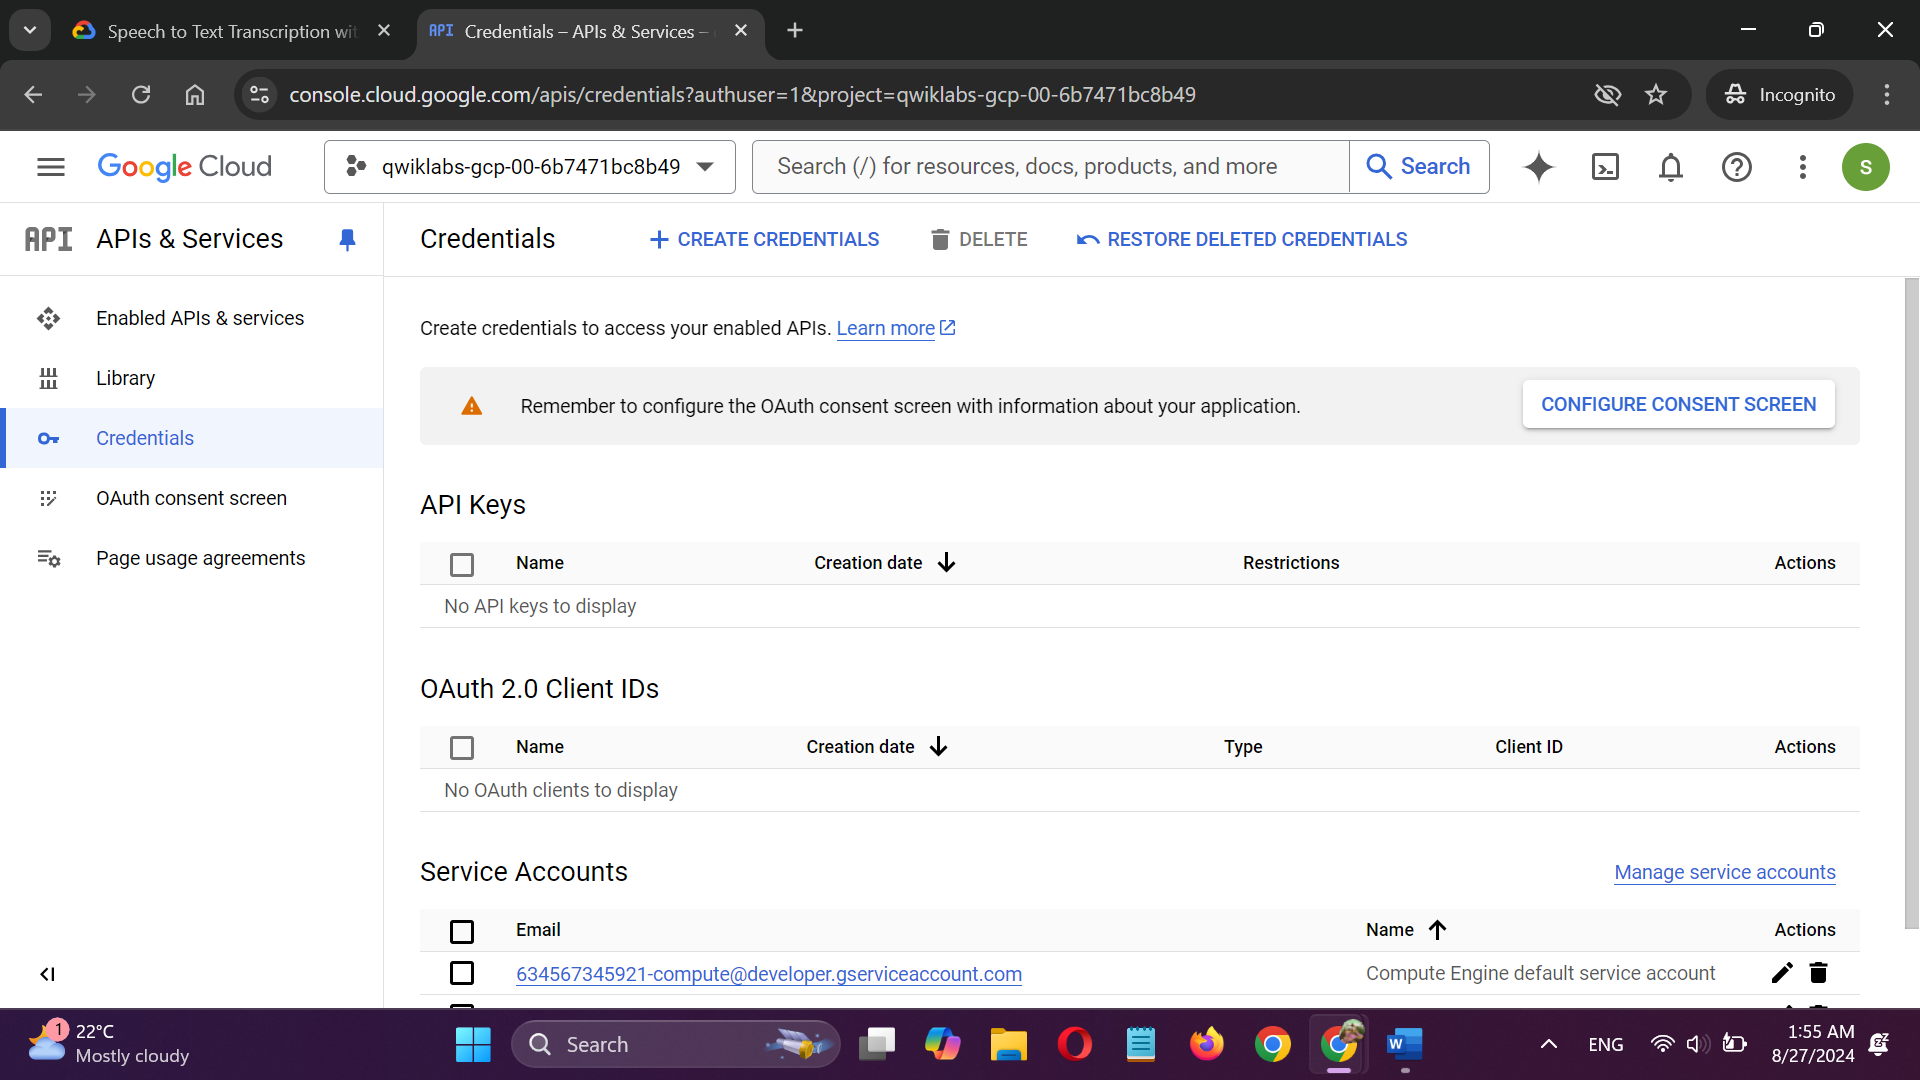 Speech to Text Transcription wit
API Credentials – APIs & Services –
console.cloud.google.com/apis/credentials?authuser=1&project=qwiklabs-gcp-00-6b7471bc8b49
Incognito
Google Cloud
qwiklabs-gcp-00-6b7471bc8b49
Search (/) for resources, docs, products, and more
Search
S
API APIs & Services
Credentials
CREATE CREDENTIALS
DELETE
RESTORE DELETED CREDENTIALS
Enabled APIs & services
Library
Credentials
OAuth consent screen
Page usage agreements
Create credentials to access your enabled APIs. Learn more
Remember to configure the OAuth consent screen with information about your application.
CONFIGURE CONSENT SCREEN
API Keys
Name Creation date Restrictions Actions
No API keys to display
OAuth 2.0 Client IDs
Name Creation date Type Client ID Actions
No OAuth clients to display
Service Accounts
Manage service accounts
Email Name Actions
634567345921-compute@developer.gserviceaccount.com Compute Engine default service account
1
22°C
Mostly cloudy
Search
W
ENG
1:55 AM
8/27/2024